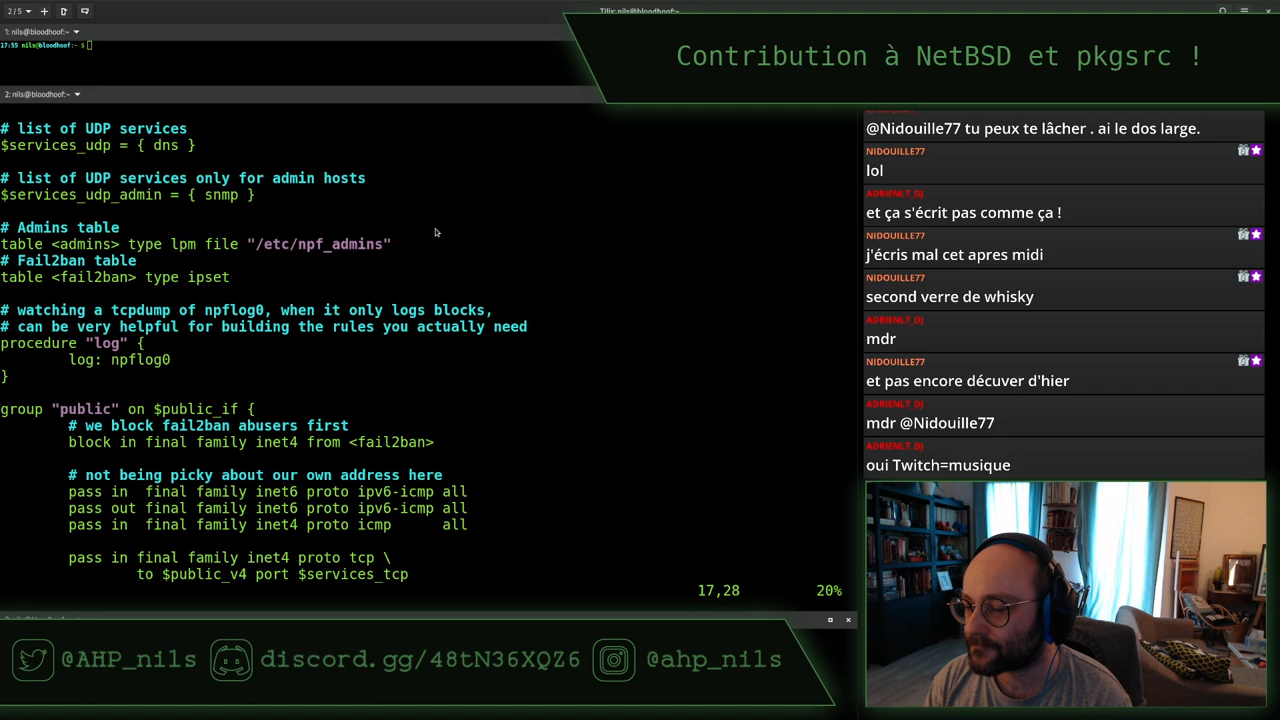 2 / 5
Tilix: nils@bloodhoof:~
1: nils@bloodhoof:~
17:55 nils@bloodhoof:~ $
Contribution à NetBSD et pkgsrc !
2: nils@bloodhoof:~
# list of UDP services
$services_udp = { dns }
# list of UDP services only for admin hosts
$services_udp_admin = { snmp }
# Admins table
table <admins> type lpm file "/etc/npf_admins"
# Fail2ban table
table <fail2ban> type ipset
# watching a tcpdump of npflog0, when it only logs blocks,
# can be very helpful for building the rules you actually need
procedure "log" {
log: npflog0
}
group "public" on $public_if {
# we block fail2ban abusers first
block in final family inet4 from <fail2ban>
# not being picky about our own address here
pass in  final family inet6 proto ipv6-icmp all
pass out final family inet6 proto ipv6-icmp all
pass in  final family inet4 proto icmp      all
pass in final family inet4 proto tcp \
to $public_v4 port $services_tcp
17,28 20%
@Nidouille77 tu peux te lâcher . ai le dos large.
NIDOUILLE77
lol
ADRIENLT_DJ
et ça s'écrit pas comme ça !
NIDOUILLE77
j'écris mal cet apres midi
NIDOUILLE77
second verre de whisky
ADRIENLT_DJ
mdr
NIDOUILLE77
et pas encore décuver d'hier
ADRIENLT_DJ
mdr @Nidouille77
ADRIENLT_DJ
oui Twitch=musique
@AHP_nils discord.gg/48tN36XQZ6 @ahp_nils